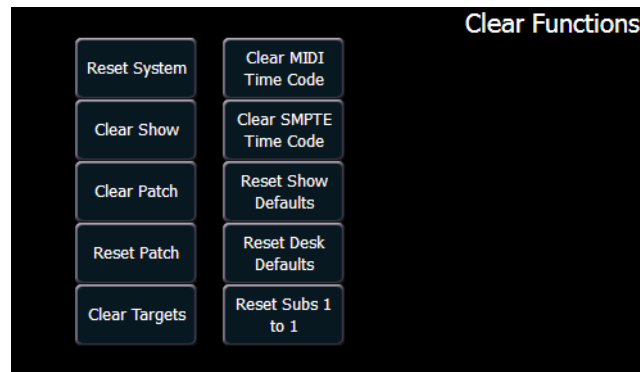 Clear Functions
Reset System
Clear MIDI
Time Code
Clear Show
Clear SMPTE
Time Code
Clear Patch
Reset Show
Defaults
Reset Patch
Reset Desk
Defaults
Clear Targets
Reset Subs 1
to 1